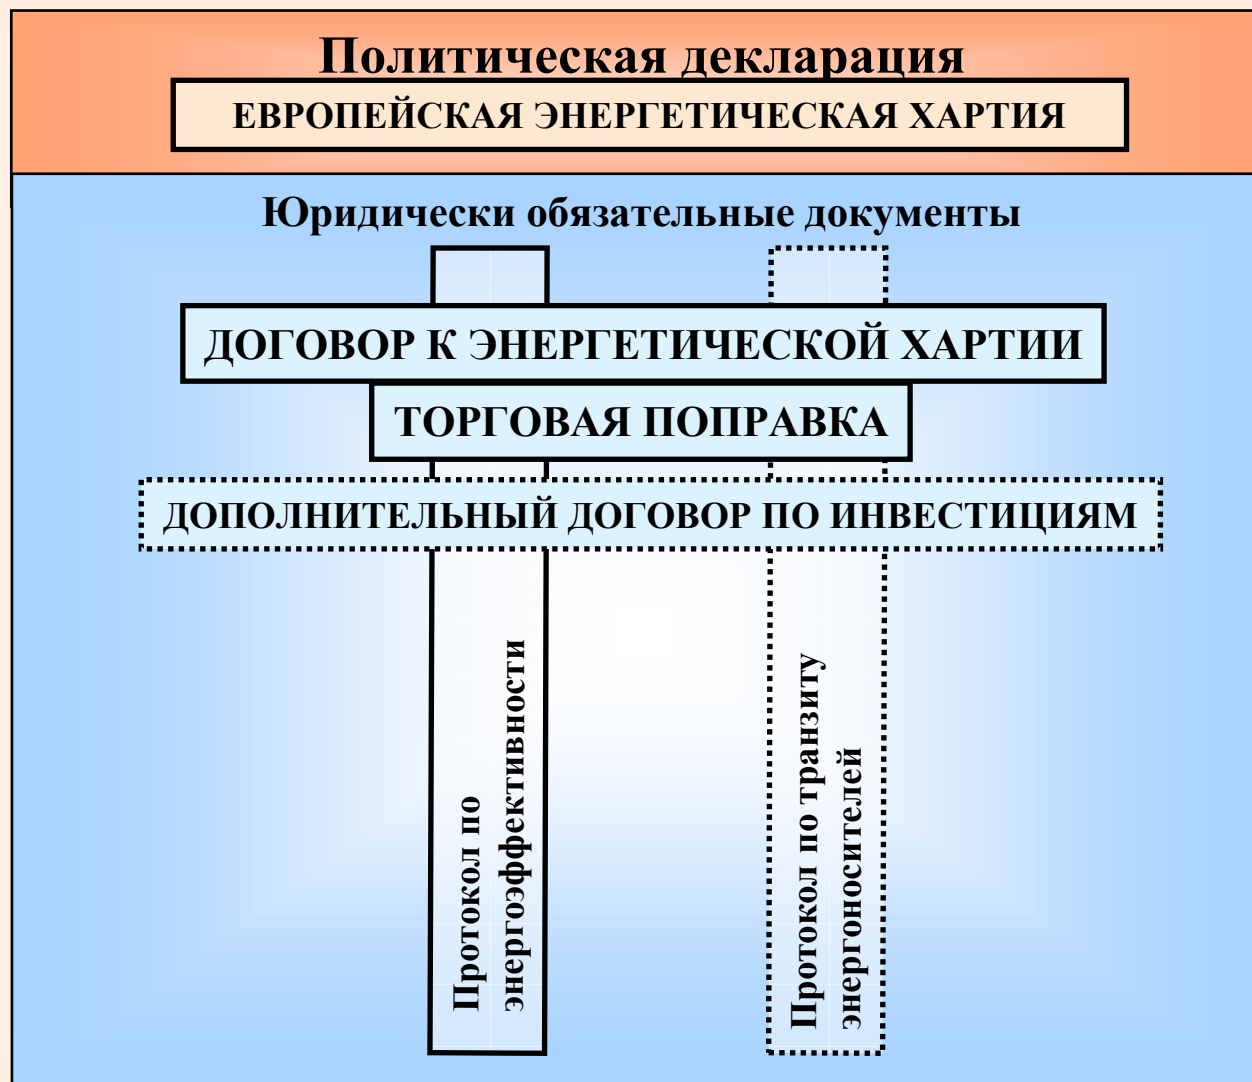 Политическая декларация
ЕВРОПЕЙСКАЯ ЭНЕРГЕТИЧЕСКАЯ ХАРТИЯ
Юридически обязательные документы
ДОГОВОР К ЭНЕРГЕТИЧЕСКОЙ ХАРТИИ
ТОРГОВАЯ ПОПРАВКА
ДОПОЛНИТЕЛЬНЫЙ ДОГОВОР ПО ИНВЕСТИЦИЯМ
Протокол по
энергоэффективности
Протокол по транзиту
энергоносителей